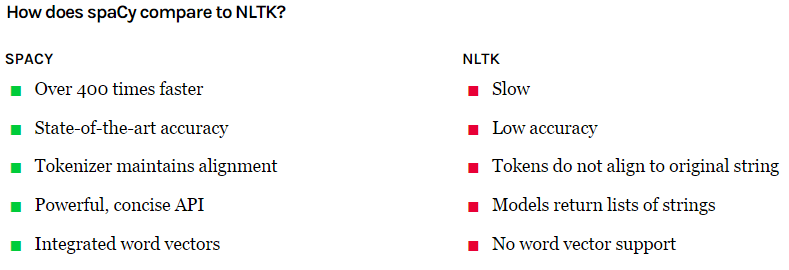 How does spaCy compare to NLTK?
SPACY
Over 400 times faster
State-of-the-art accuracy
Tokenizer maintains alignment
Powerful, concise API
Integrated word vectors
NLTK
Slow
Low accuracy
Tokens do not align to original string
Models return lists of strings
No word vector support